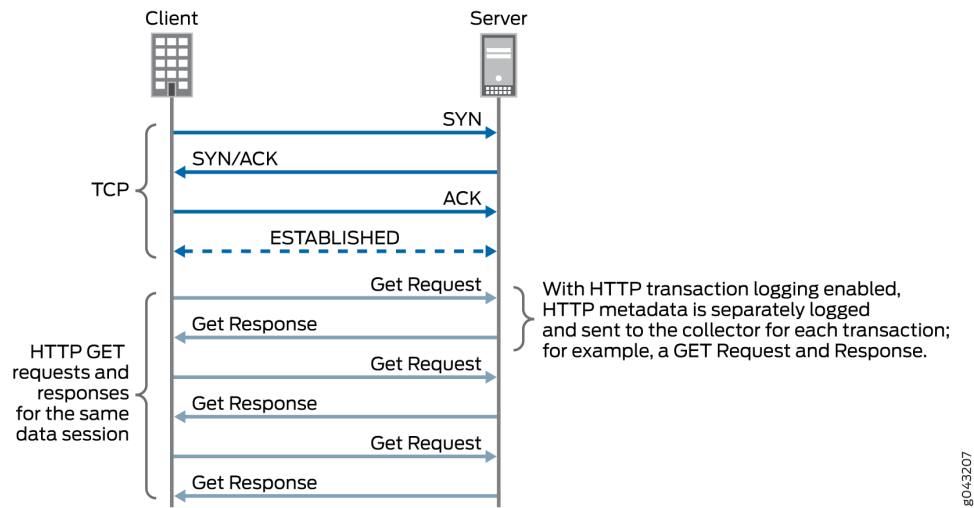 Client
Server
SYN
SYN/ACK
TCP
ACK
ESTABLISHED
Get Request
With HTTP transaction logging enabled,
HTTP metadata is separately logged
and sent to the collector for each transaction;
for example, a GET Request and Response.
Get Response
HTTP GET
requests and
responses
for the same
data session
Get Request
Get Response
Get Request
Get Response
g043207